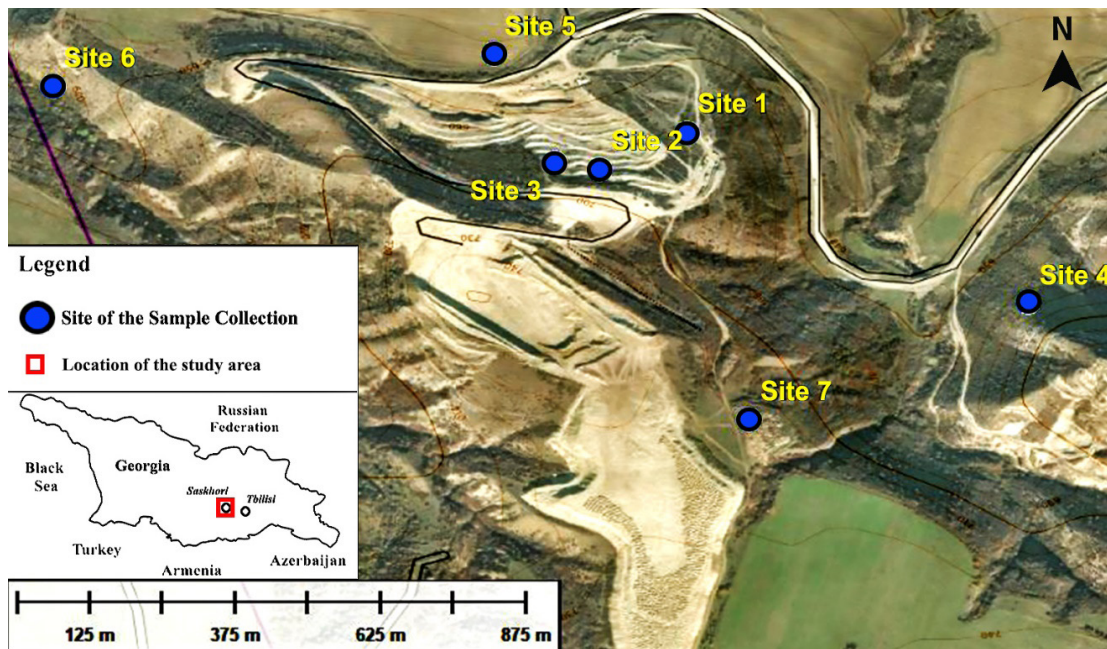 Site 5
N
Site 6
Site 1
Site 2
Site 3
730
740
Site 4
Site 7
Legend
Site of the Sample Collection
Location of the study area
Russian
Federation
Black
Sea
Georgia
Saskhori
Tbilisi
Turkey
Armenia
Azerbaijan
125 m
375 m
625 m
875 m